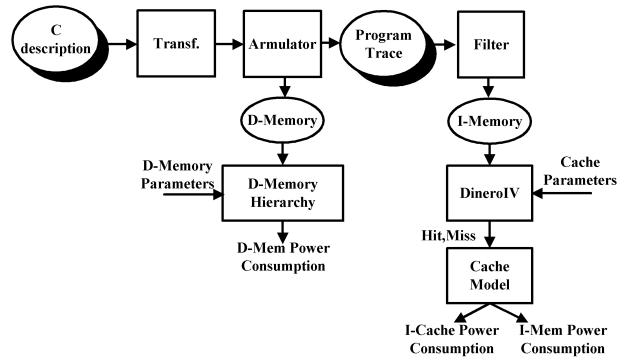 C
description
Transf.
Armulator
Program
Trace
Filter
D-Memory
I-Memory
D-Memory
Parameters
D-Memory
Hierarchy
DineroIV
Cache
Parameters
Hit,Miss
D-Mem Power
Consumption
Cache
Model
I-Cache Power
Consumption
I-Mem Power
Consumption